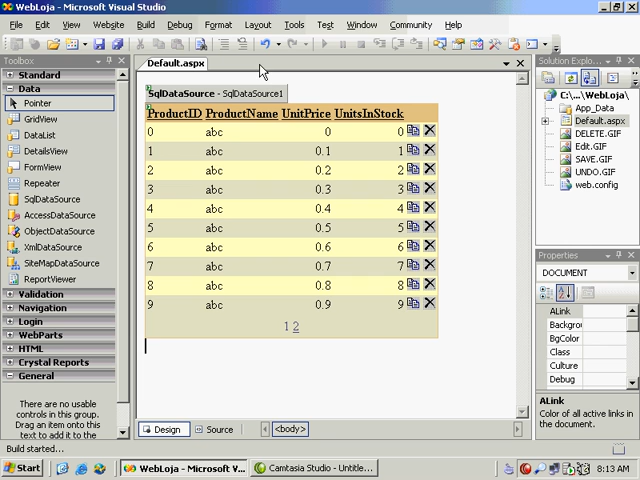 WebLoja - Microsoft Visual Studio
File Edit View Website Build Debug Format Layout Tools Test Window Community Help
Toolbox
Standard
Data
Pointer
GridView
DataList
DetailsView
FormView
Repeater
SqlDataSource
AccessDataSource
ObjectDataSource
XmlDataSource
SiteMapDataSource
ReportViewer
Validation
Navigation
Login
WebParts
HTML
Crystal Reports
General
There are no usable
controls in this group.
Drag an item onto this
text to add it to the
Default.aspx
SqlDataSource - SqlDataSource1
ProductID ProductName UnitPrice UnitsInStock
0 abc 0 0
1 abc 0.1 1
2 abc 0.2 2
3 abc 0.3 3
4 abc 0.4 4
5 abc 0.5 5
6 abc 0.6 6
7 abc 0.7 7
8 abc 0.8 8
9 abc 0.9 9
1 2
Design Source <body>
Solution Explo...
C:\...\WebLoja\
App_Data
Default.aspx
DELETE.GIF
Edit.GIF
SAVE.GIF
UNDO.GIF
web.config
Properties
DOCUMENT
ALink
Backgrou
BgColor
Class
Culture
Debug
ALink
Color of all active links in
the document.
Build started...
Start WebLoja - Microsoft V... Camtasia Studio - Untitle... 8:13 AM